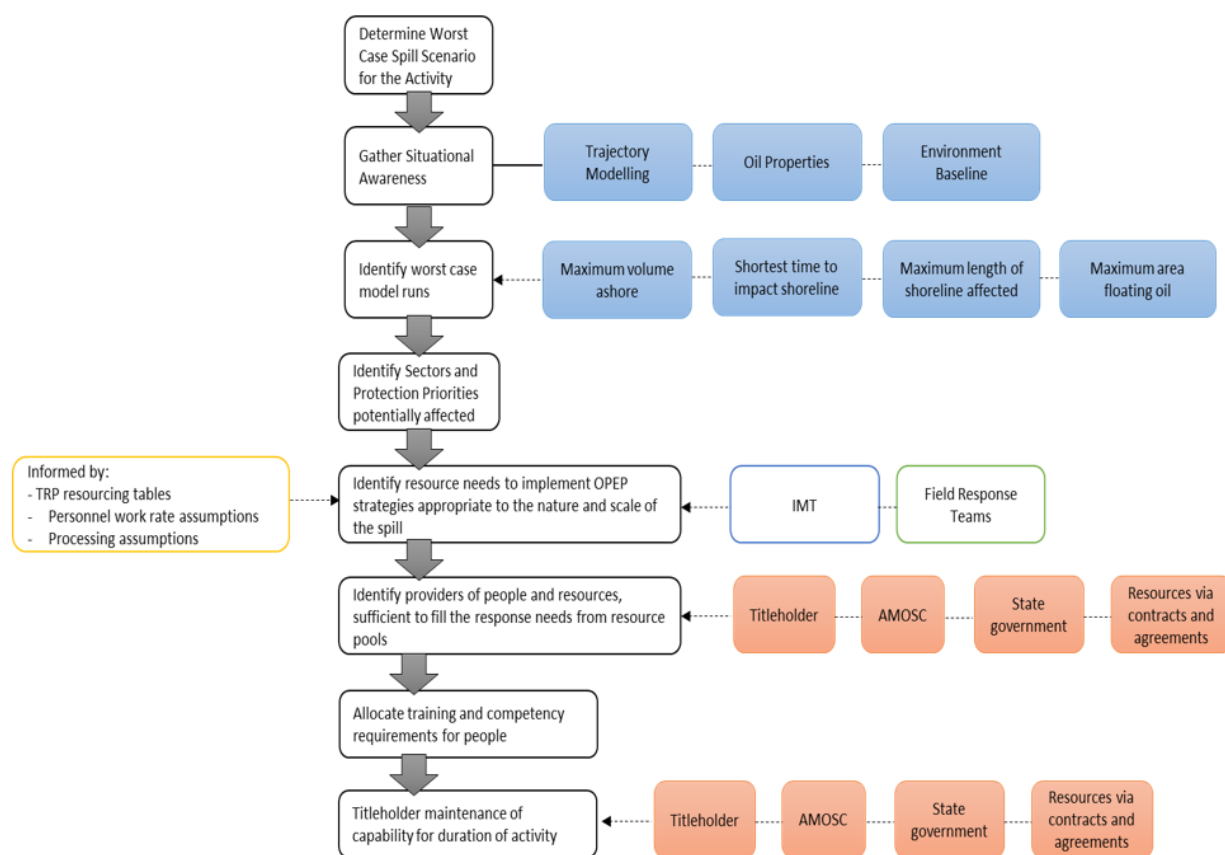 Determine Worst
Case Spill Scenario
for the Activity
Gather Situational
Awareness
Trajectory
Modelling
Oil Properties
Environment
Baseline
Identify worst case
model runs
Maximum volume
ashore
Shortest time to
impact shoreline
Maximum length of
shoreline affected
Maximum area
floating oil
Identify Sectors and
Protection Priorities
potentially affected
Informed by:
- TRP resourcing tables
- Personnel work rate assumptions
- Processing assumptions
Identify resource needs to implement OPEP
strategies appropriate to the nature and scale of
the spill
IMT
Field Response
Teams
Identify providers of people and resources,
sufficient to fill the response needs from resource
pools
Titleholder
AMOSC
State
government
Resources via
contracts and
agreements
Allocate training and competency
requirements for people
Titleholder maintenance of
capability for duration of activity
Titleholder
AMOSC
State
government
Resources via
contracts and
agreements